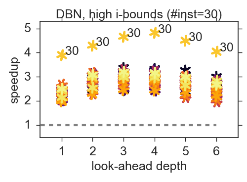 DBN, high i-bounds (#inst=30)
speedup
5
4
3
2
1
30 30 30 30 30 30
1 2 3 4 5 6
look-ahead depth